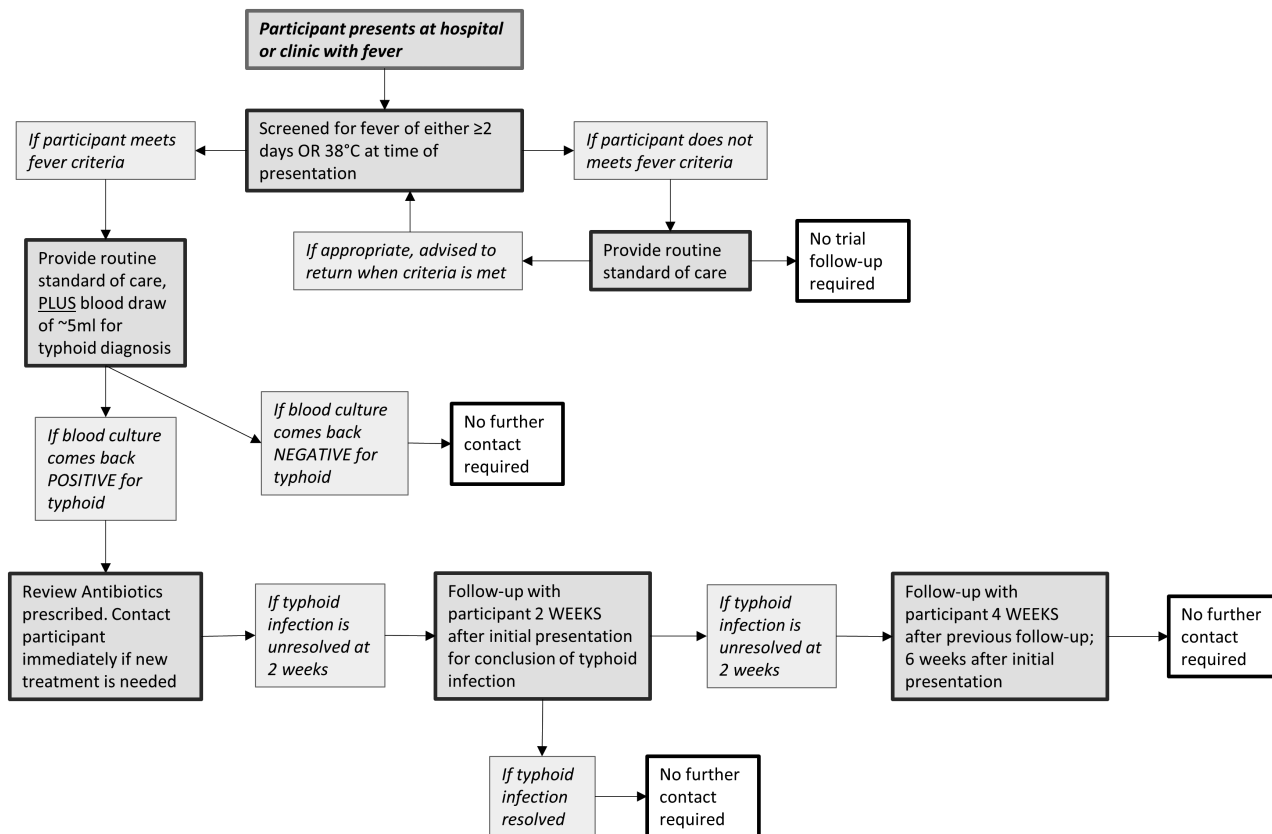 Participant presents at hospital
or clinic with fever
Screened for fever of either ≥2
days OR 38°C at time of
presentation
If participant meets
fever criteria
If participant does not
meets fever criteria
Provide routine
standard of care,
PLUS blood draw
of ~5ml for
typhoid diagnosis
If appropriate, advised to
return when criteria is met
Provide routine
standard of care
No trial
follow-up
required
If blood culture
comes back
POSITIVE for
typhoid
If blood culture
comes back
NEGATIVE for
typhoid
No further
contact
required
Review Antibiotics
prescribed. Contact
participant
immediately if new
treatment is needed
If typhoid
infection is
unresolved at
2 weeks
Follow-up with
participant 2 WEEKS
after initial presentation
for conclusion of typhoid
infection
If typhoid
infection is
unresolved at
2 weeks
Follow-up with
participant 4 WEEKS
after previous follow-up;
6 weeks after initial
presentation
No further
contact
required
If typhoid
infection
resolved
No further
contact
required